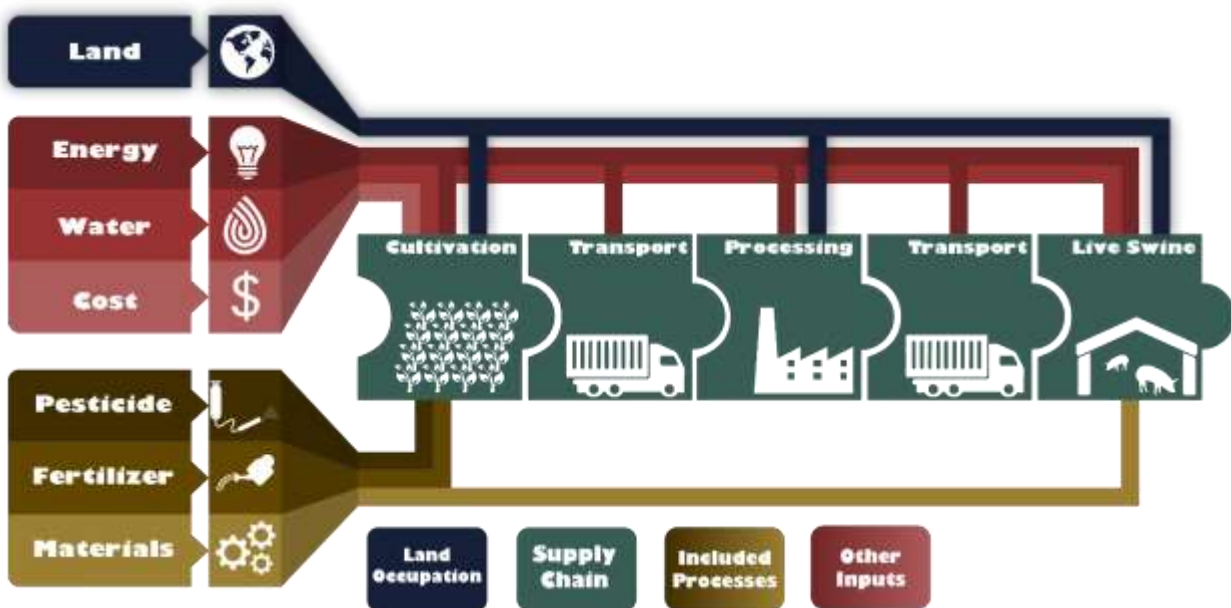 Land
Energy
Water
Cost
$
Cultivation
Transport
Processing
Transport
Live Swine
Pesticide
Fertilizer
Materials
Land
Occupation
Supply
Chain
Included
Processes
Other
Inputs